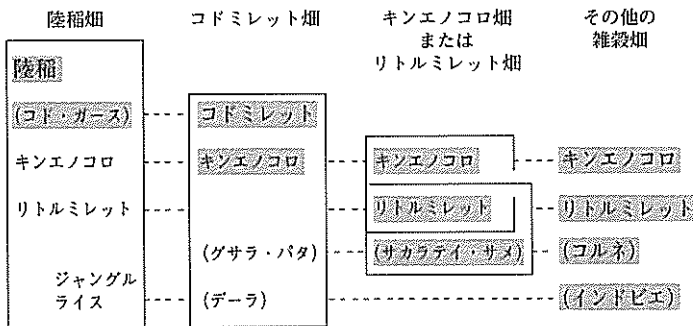 陸稲畑 コドミレット畑 キンエノコロ畑 その他の
または 雑穀畑
リトルミレット畑
陸稲
(コド・ガース) コドミレット
キンエノコロ キンエノコロ キンエノコロ キンエノコロ
リトルミレット リトルミレット リトルミレット
(グサラ・パタ) (サカラテイ・サメ) (コルネ)
ジャングル
ライス (デーラ) (インドビエ)